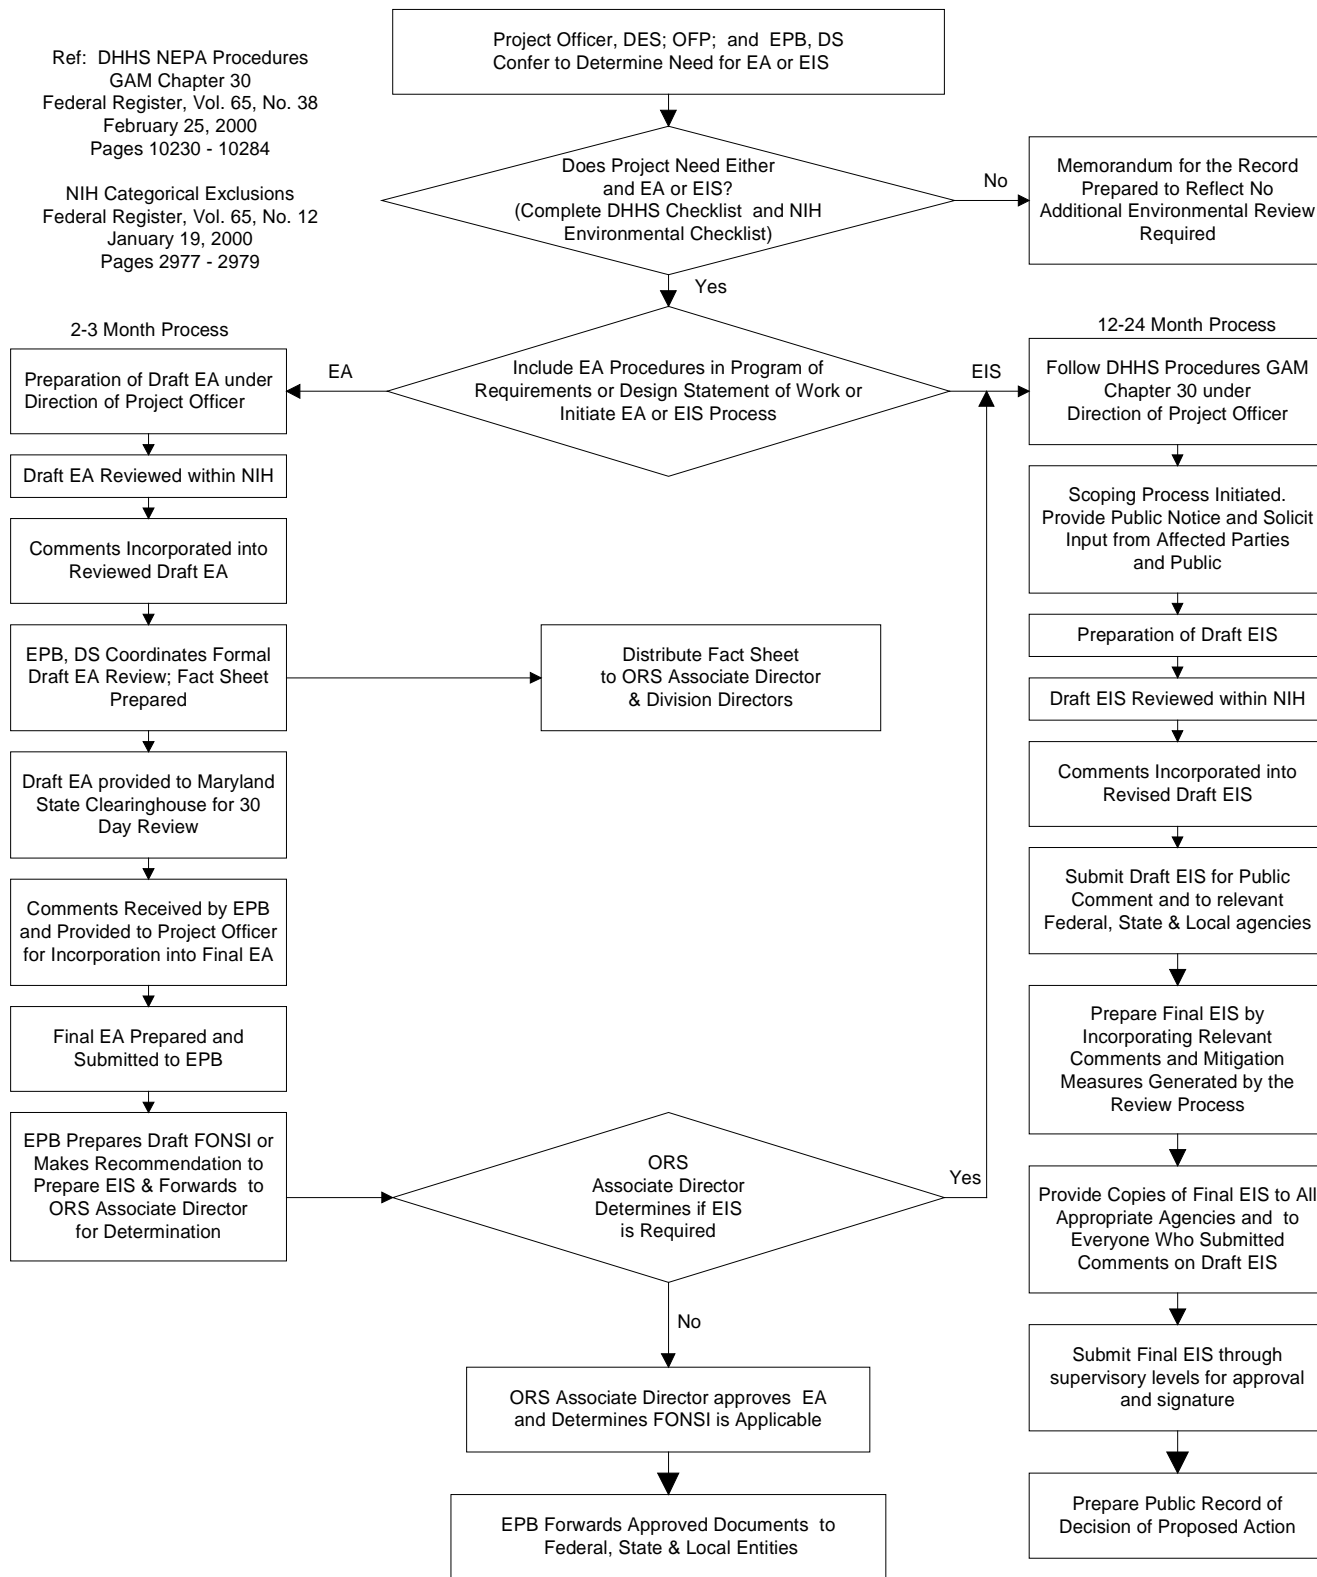 Project Officer, DES; OFP; and EPB, DS
Confer to Determine Need for EA or EIS
Ref: DHHS NEPA Procedures
GAM Chapter 30
Federal Register, Vol. 65, No. 38
February 25, 2000
Pages 10230 - 10284
NIH Categorical Exclusions
Federal Register, Vol. 65, No. 12
January 19, 2000
Pages 2977 - 2979
Does Project Need Either
and EA or EIS?
(Complete DHHS Checklist and NIH
Environmental Checklist)
No
Memorandum for the Record
Prepared to Reflect No
Additional Environmental Review
Required
Yes
Include EA Procedures in Program of
Requirements or Design Statement of Work or
Initiate EA or EIS Process
EA
EIS
2-3 Month Process
Preparation of Draft EA under
Direction of Project Officer
Draft EA Reviewed within NIH
Comments Incorporated into
Reviewed Draft EA
EPB, DS Coordinates Formal
Draft EA Review; Fact Sheet
Prepared
Distribute Fact Sheet
to ORS Associate Director
& Division Directors
Draft EA provided to Maryland
State Clearinghouse for 30
Day Review
Comments Received by EPB
and Provided to Project Officer
for Incorporation into Final EA
Final EA Prepared and
Submitted to EPB
EPB Prepares Draft FONSI or
Makes Recommendation to
Prepare EIS & Forwards to
ORS Associate Director
for Determination
ORS
Associate Director
Determines if EIS
is Required
Yes
No
ORS Associate Director approves EA
and Determines FONSI is Applicable
EPB Forwards Approved Documents to
Federal, State & Local Entities
12-24 Month Process
Follow DHHS Procedures GAM
Chapter 30 under
Direction of Project Officer
Scoping Process Initiated.
Provide Public Notice and Solicit
Input from Affected Parties
and Public
Preparation of Draft EIS
Draft EIS Reviewed within NIH
Comments Incorporated into
Revised Draft EIS
Submit Draft EIS for Public
Comment and to relevant
Federal, State & Local agencies
Prepare Final EIS by
Incorporating Relevant
Comments and Mitigation
Measures Generated by the
Review Process
Provide Copies of Final EIS to All
Appropriate Agencies and to
Everyone Who Submitted
Comments on Draft EIS
Submit Final EIS through
supervisory levels for approval
and signature
Prepare Public Record of
Decision of Proposed Action